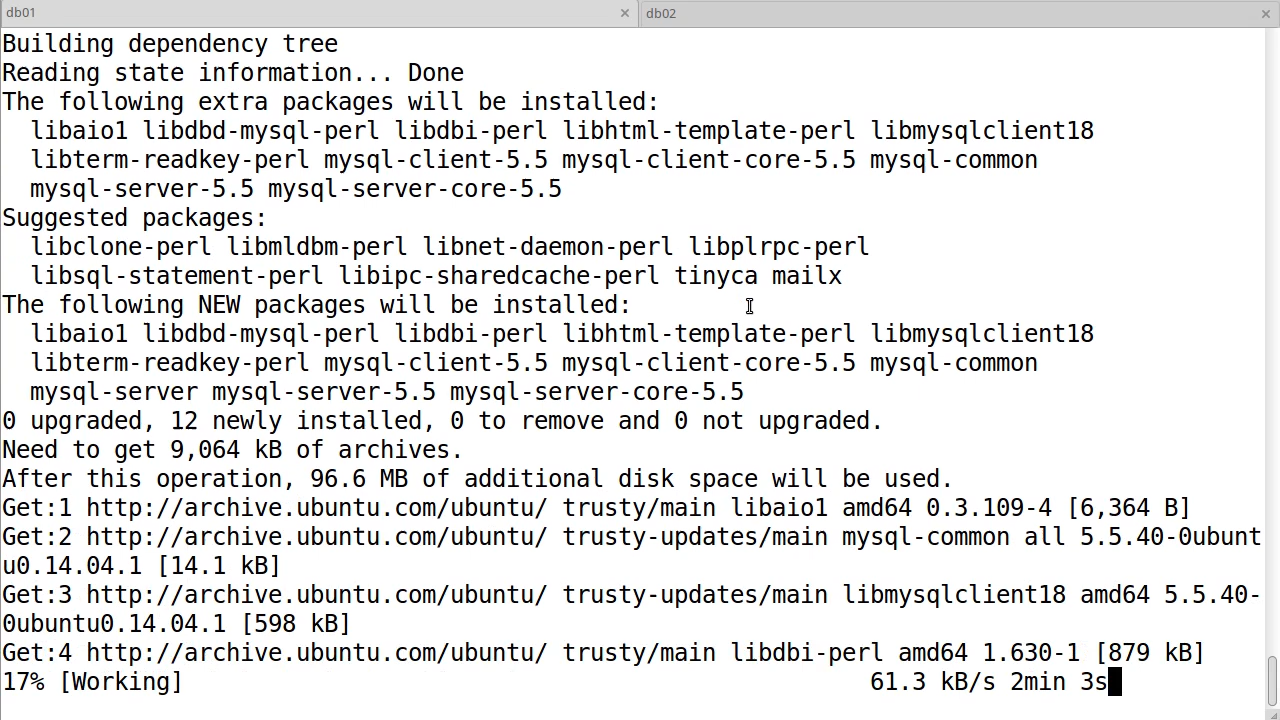 db01 × db02 ×
Building dependency tree
Reading state information... Done
The following extra packages will be installed:
  libaio1 libdbd-mysql-perl libdbi-perl libhtml-template-perl libmysqlclient18
  libterm-readkey-perl mysql-client-5.5 mysql-client-core-5.5 mysql-common
  mysql-server-5.5 mysql-server-core-5.5
Suggested packages:
  libclone-perl libmldbm-perl libnet-daemon-perl libplrpc-perl
  libsql-statement-perl libipc-sharedcache-perl tinyca mailx
The following NEW packages will be installed:
  libaio1 libdbd-mysql-perl libdbi-perl libhtml-template-perl libmysqlclient18
  libterm-readkey-perl mysql-client-5.5 mysql-client-core-5.5 mysql-common
  mysql-server mysql-server-5.5 mysql-server-core-5.5
0 upgraded, 12 newly installed, 0 to remove and 0 not upgraded.
Need to get 9,064 kB of archives.
After this operation, 96.6 MB of additional disk space will be used.
Get:1 http://archive.ubuntu.com/ubuntu/ trusty/main libaio1 amd64 0.3.109-4 [6,364 B]
Get:2 http://archive.ubuntu.com/ubuntu/ trusty-updates/main mysql-common all 5.5.40-0ubunt
u0.14.04.1 [14.1 kB]
Get:3 http://archive.ubuntu.com/ubuntu/ trusty-updates/main libmysqlclient18 amd64 5.5.40-
0ubuntu0.14.04.1 [598 kB]
Get:4 http://archive.ubuntu.com/ubuntu/ trusty/main libdbi-perl amd64 1.630-1 [879 kB]
17% [Working] 61.3 kB/s 2min 3s